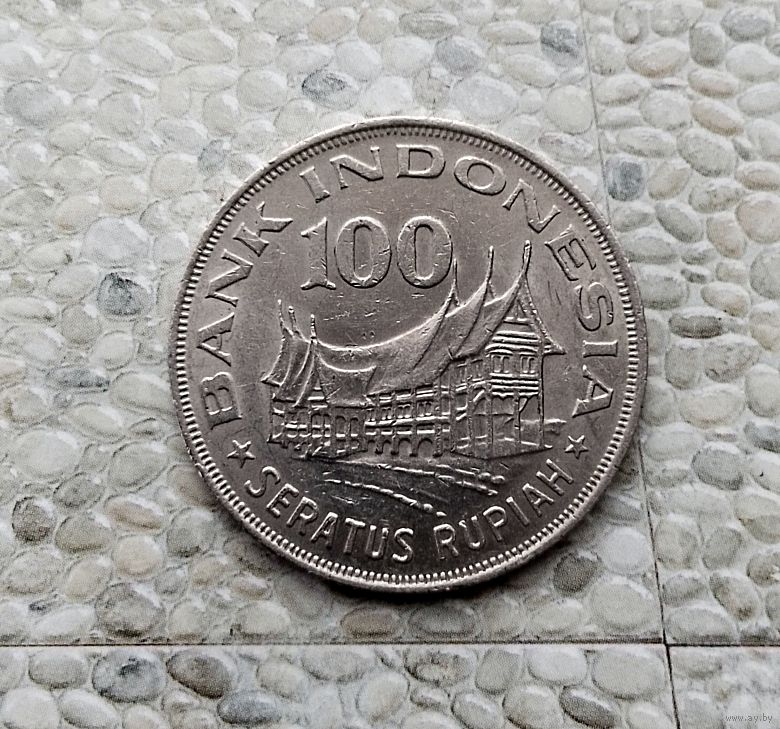 BANK INDONESIA
100
★ SERATUS RUPIAH ★
www.ay.by